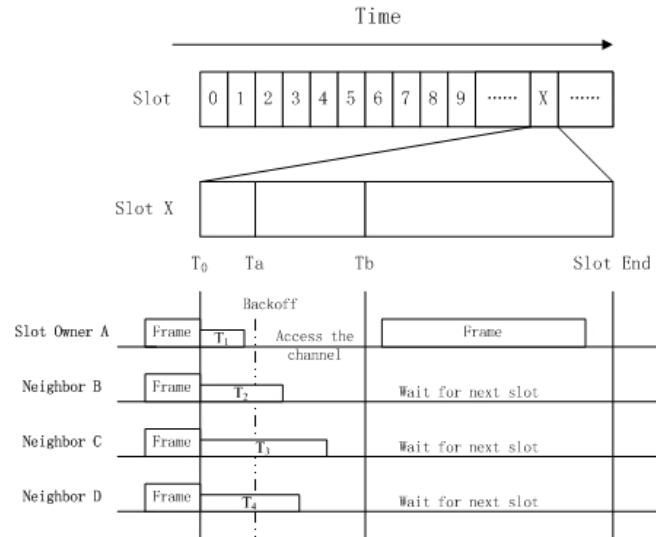 Time
Slot 0 1 2 3 4 5 6 7 8 9 …… X ……
Slot X
T₀ Ta Tb Slot End
Backoff
Slot Owner A Frame T₁ Access the channel Frame
Neighbor B Frame T₂ Wait for next slot
Neighbor C Frame T₃ Wait for next slot
Neighbor D Frame T₄ Wait for next slot